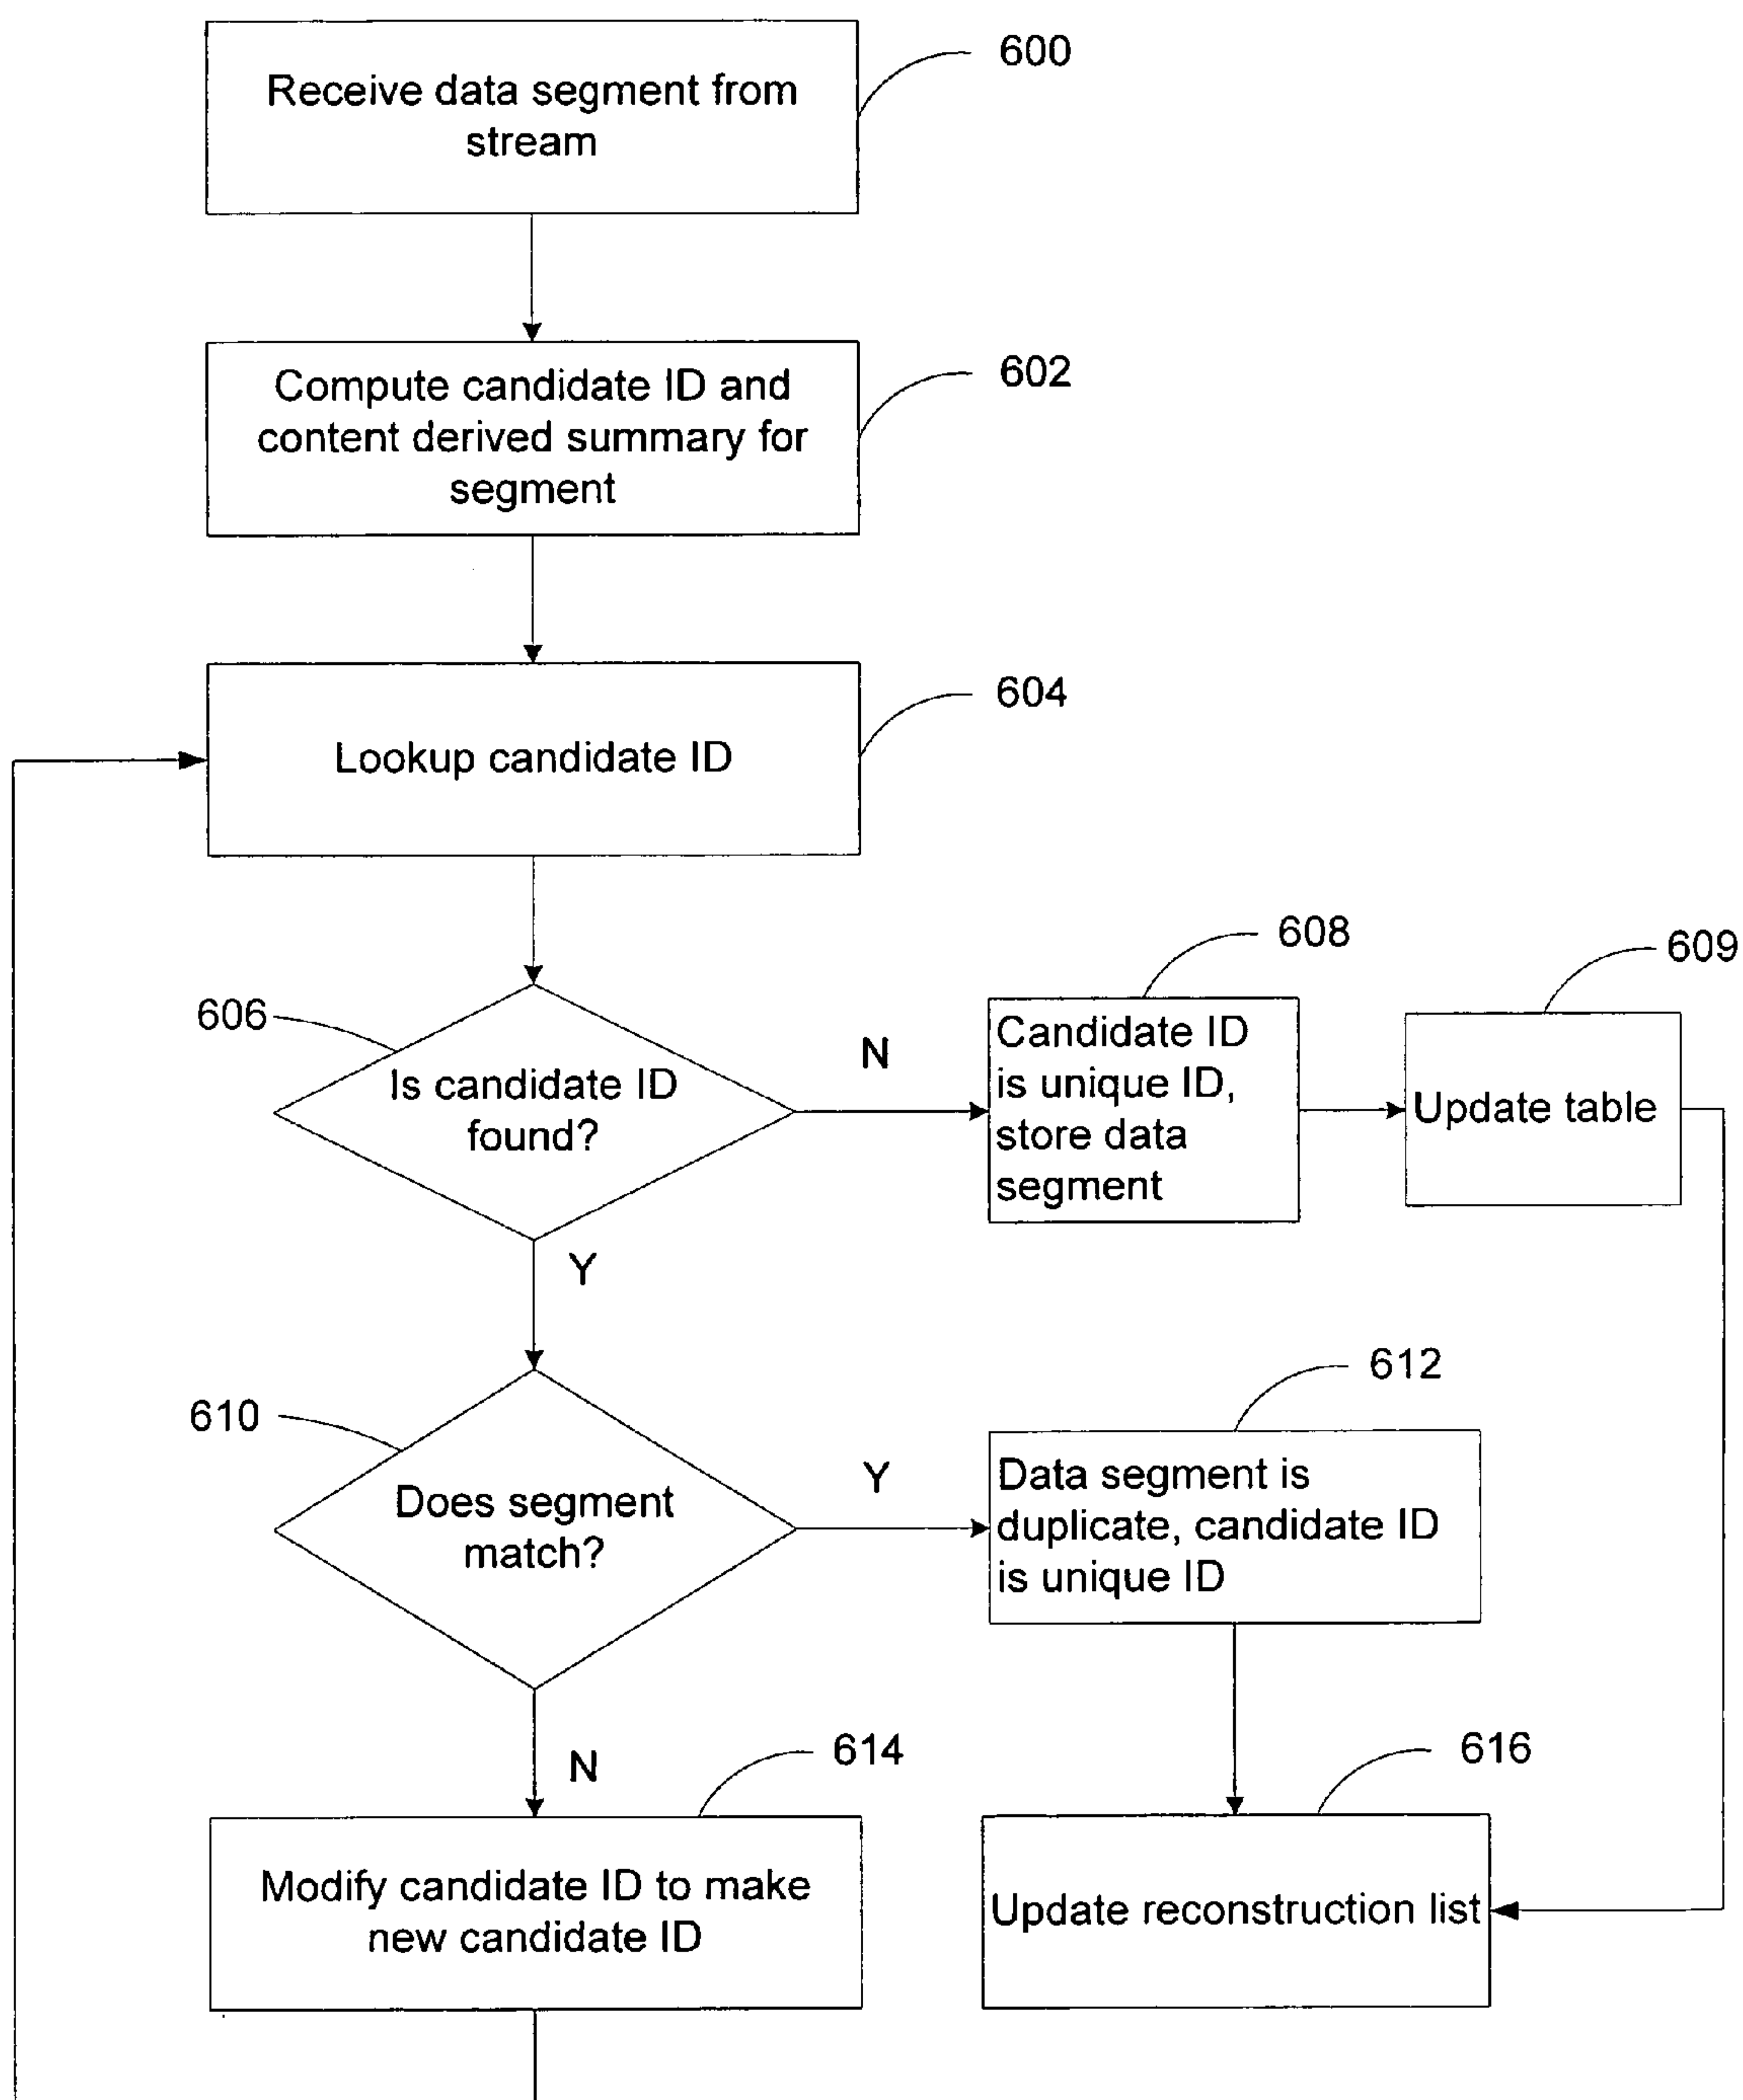 600
Receive data segment from
stream
602
Compute candidate ID and
content derived summary for
segment
604
Lookup candidate ID
606
Is candidate ID
found?
N
608
Candidate ID
is unique ID,
store data
segment
609
Update table
Y
610
Does segment
match?
Y
612
Data segment is
duplicate, candidate ID
is unique ID
N
614
Modify candidate ID to make
new candidate ID
616
Update reconstruction list